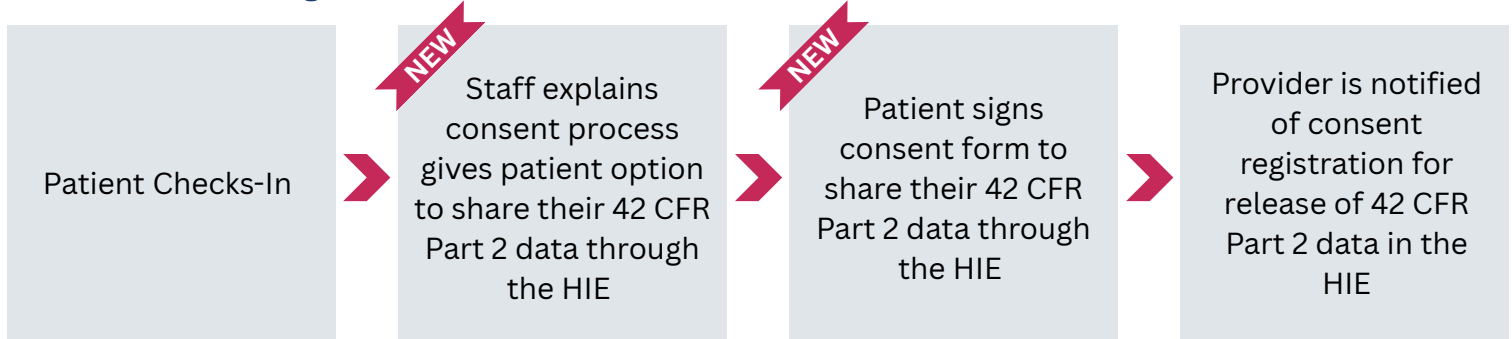 Patient Checks-In
NEW
Staff explains
consent process
gives patient option
to share their 42 CFR
Part 2 data through
the HIE
NEW
Patient signs
consent form to
share their 42 CFR
Part 2 data through
the HIE
Provider is notified
of consent
registration for
release of 42 CFR
Part 2 data in the
HIE